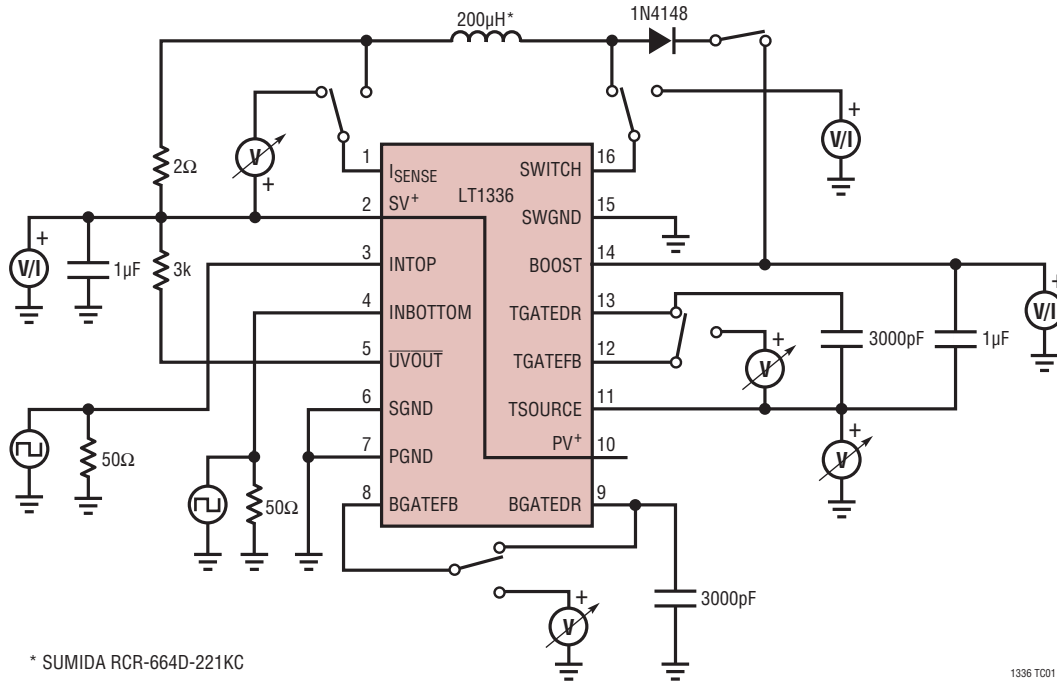 200µH*
1N4148
2Ω
V
+
1
I_SENSE
SWITCH
16
+
V/I
LT1336
2
SV+
SWGND
15
+
V/I
1µF
3k
3
INTOP
BOOST
14
+
V/I
4
INBOTTOM
TGATEDR
13
3000pF
1µF
5
U̅V̅O̅U̅T̅
TGATEFB
12
+
V
6
SGND
TSOURCE
11
PV+
10
+
V
50Ω
7
PGND
50Ω
8
BGATEFB
BGATEDR
9
+
V
3000pF
* SUMIDA RCR-664D-221KC
1336 TC01